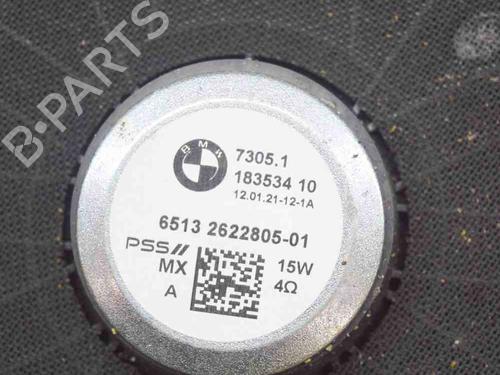 B-PARTS
BMW
7305.1
183534 10
12.01.21-12-1A
6513 2622805-01
PSS//
MX
15W
A
4Ω